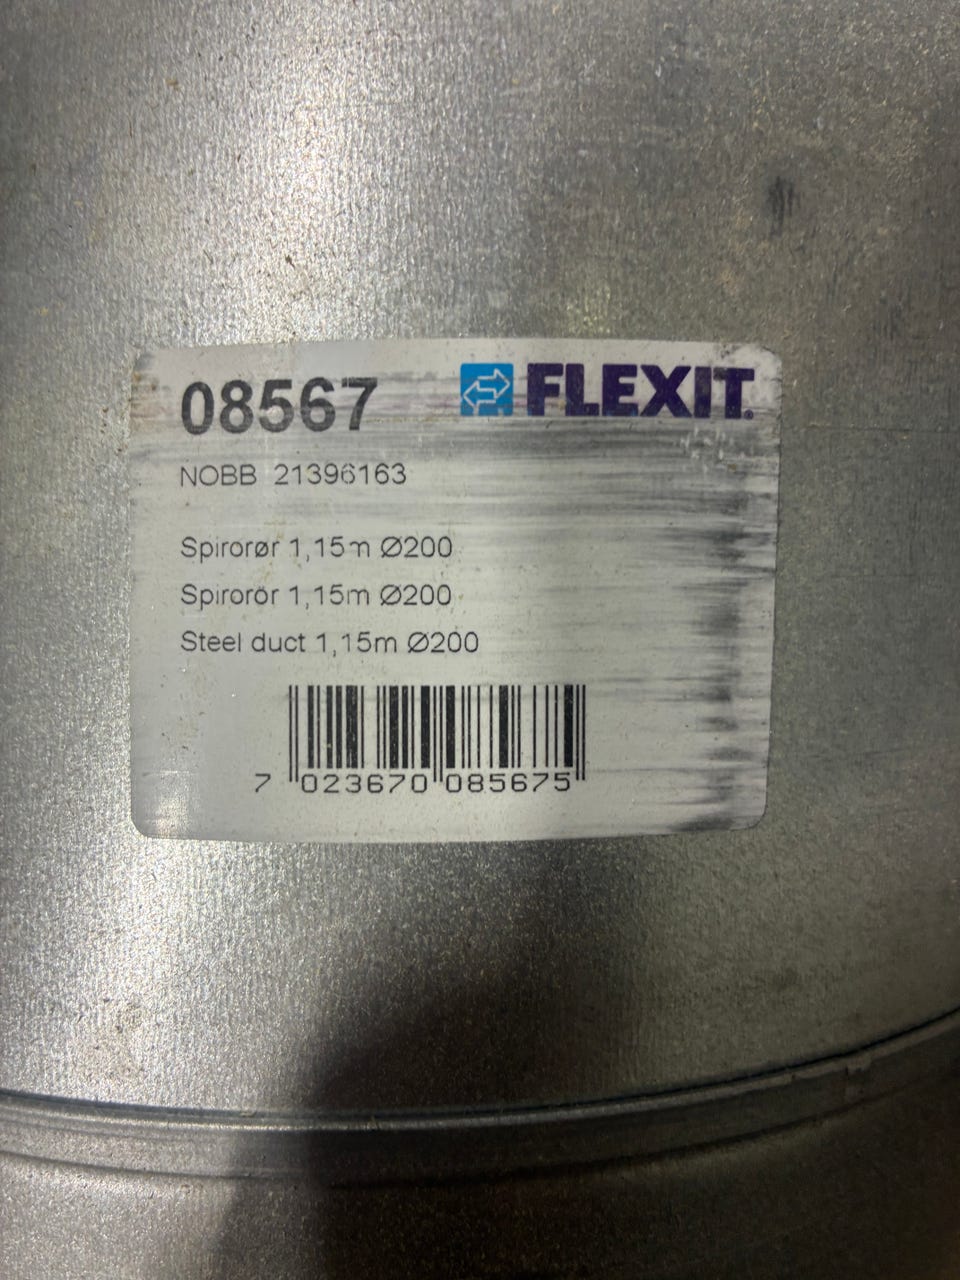 08567 FLEXIT
NOBB 21396163
Spirorør 1,15m Ø200
Spirorör 1,15m Ø200
Steel duct 1,15m Ø200
7 023670 085675